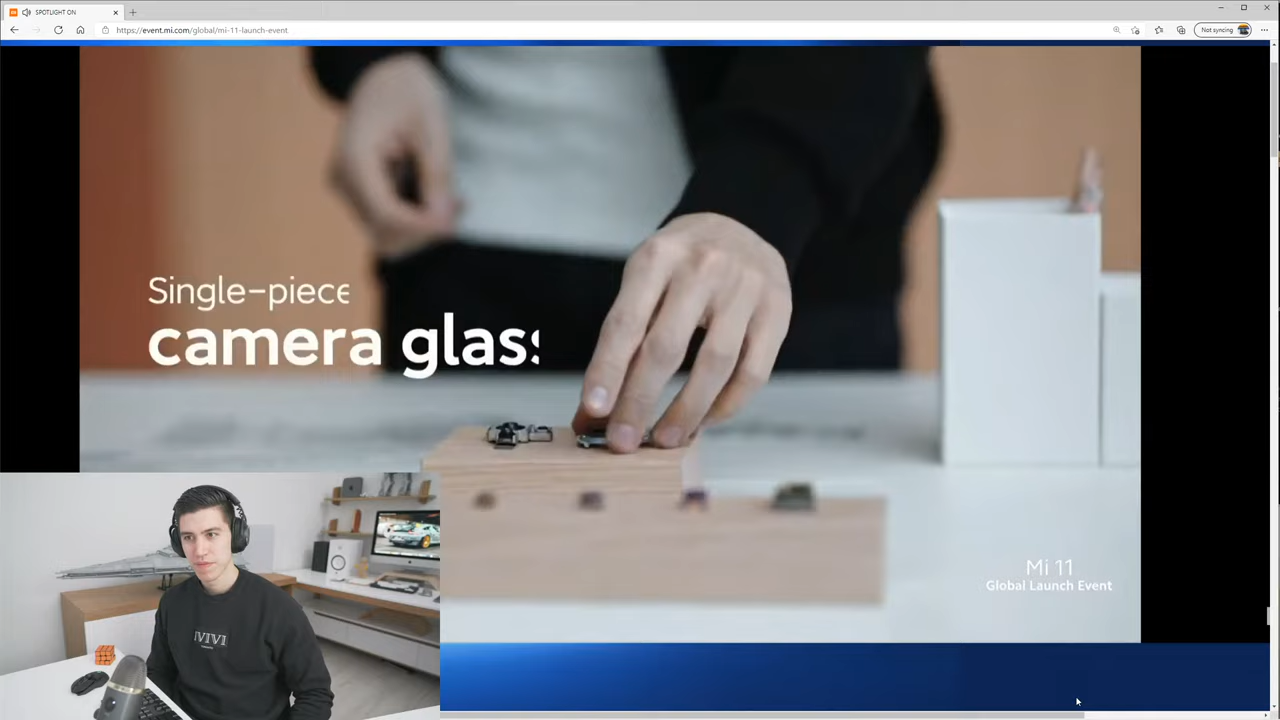 SPOTLIGHT ON
https://event.mi.com/global/mi-11-launch-event
Not syncing
Single-piece
camera glass
Mi 11
Global Launch Event
IVIVI